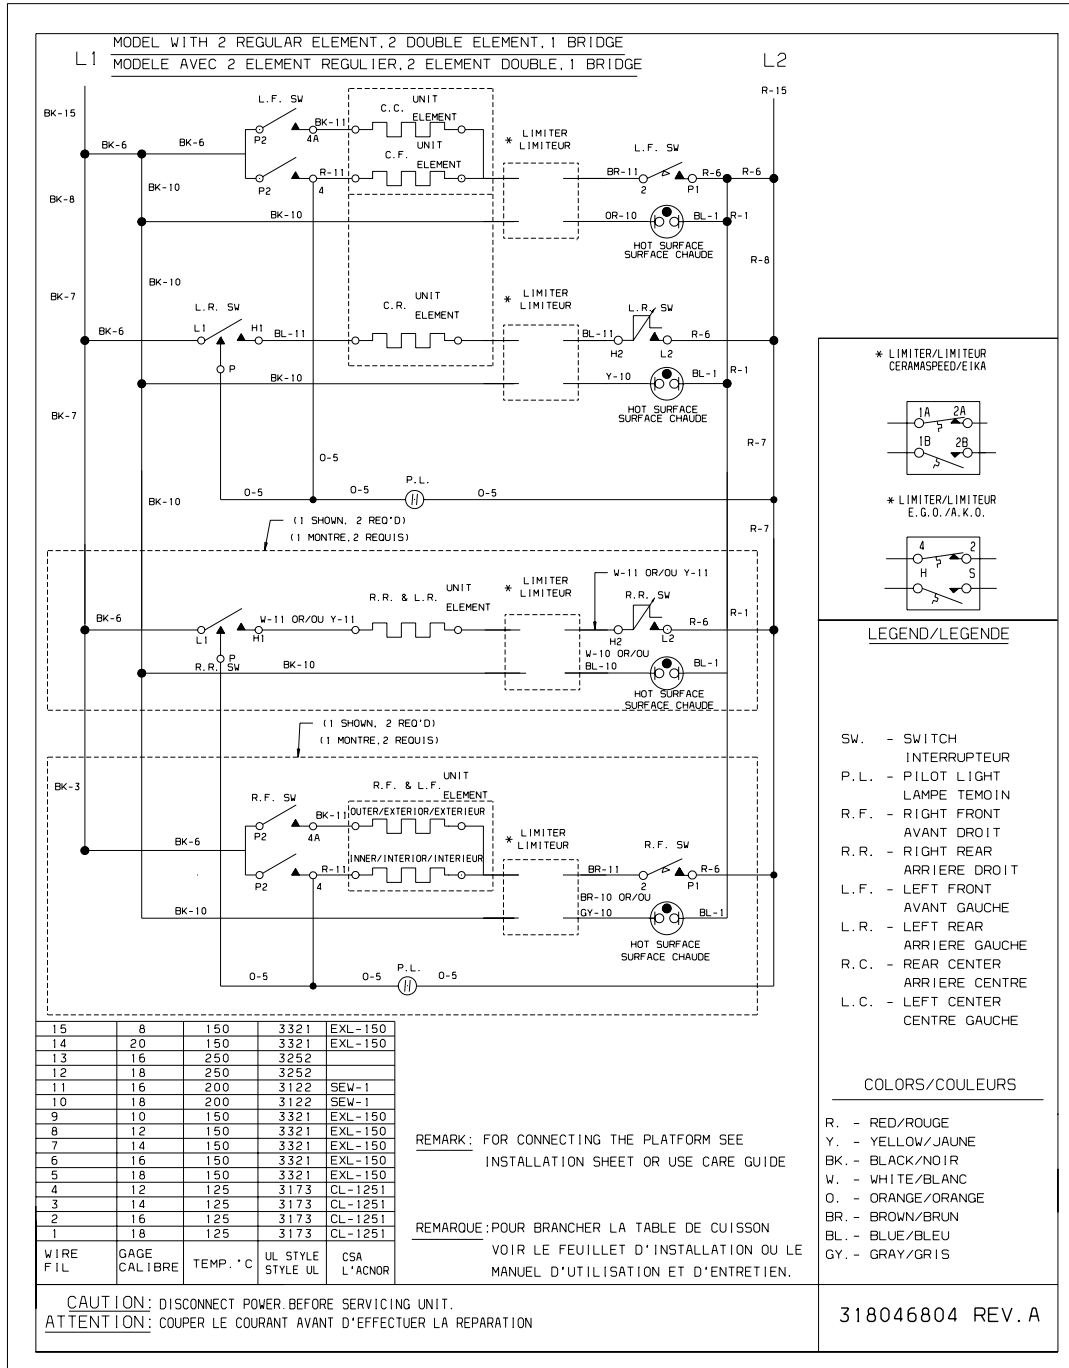 MODEL WITH 2 REGULAR ELEMENT, 2 DOUBLE ELEMENT, 1 BRIDGE
L1
MODELE AVEC 2 ELEMENT REGULIER, 2 ELEMENT DOUBLE, 1 BRIDGE
L2
R-15
BK-15
L.F. SW
C.C.
UNIT
ELEMENT
BK-11
P2
4A
* LIMITER
LIMITEUR
L.F. SW
BK-6
BK-6
UNIT
C.F.
ELEMENT
R-11
P2
4
BR-11
2
R-6
P1
R-6
BK-8
BK-10
BK-10
OR-10
BL-1
R-1
HOT SURFACE
SURFACE CHAUDE
R-8
BK-7
BK-10
L.R. SW
UNIT
C.R.
ELEMENT
* LIMITER
LIMITEUR
L.R. SW
BK-6
L1
H1
BL-11
BL-11
H2
L2
R-6
P
BK-10
Y-10
BL-1
R-1
HOT SURFACE
SURFACE CHAUDE
BK-7
R-7
O-5
P.L.
BK-10
O-5
O-5
O-5
(1 SHOWN, 2 REQ'D)
(1 MONTRE, 2 REQUIS)
R-7
* LIMITER/LIMITEUR
CERAMASPEED/EIKA
1A
2A
1B
2B
* LIMITER/LIMITEUR
E.G.O./A.K.O.
4
2
H
S
W-11 OR/OU Y-11
UNIT
R.R. & L.R.
ELEMENT
* LIMITER
LIMITEUR
R.R. SW
BK-6
L1
W-11 OR/OU Y-11
H1
H2
L2
R-6
R-1
P
R.R. SW
BK-10
W-10 OR/OU
BL-10
BL-1
HOT SURFACE
SURFACE CHAUDE
(1 SHOWN, 2 REQ'D)
(1 MONTRE, 2 REQUIS)
BK-3
R.F. SW
R.F. & L.F.
UNIT
ELEMENT
OUTER/EXTERIOR/EXTERIEUR
BK-11
P2
4A
* LIMITER
LIMITEUR
R.F. SW
BK-6
INNER/INTERIOR/INTERIEUR
R-11
P2
4
BR-11
2
R-6
P1
BK-10
BR-10 OR/OU
GY-10
BL-1
HOT SURFACE
SURFACE CHAUDE
O-5
O-5
P.L.
O-5
LEGEND/LEGENDE
SW. - SWITCH
INTERRUPTEUR
P.L. - PILOT LIGHT
LAMPE TEMOIN
R.F. - RIGHT FRONT
AVANT DROIT
R.R. - RIGHT REAR
ARRIERE DROIT
L.F. - LEFT FRONT
AVANT GAUCHE
L.R. - LEFT REAR
ARRIERE GAUCHE
R.C. - REAR CENTER
ARRIERE CENTRE
L.C. - LEFT CENTER
CENTRE GAUCHE
COLORS/COULEURS
R. - RED/ROUGE
Y. - YELLOW/JAUNE
BK. - BLACK/NOIR
W. - WHITE/BLANC
O. - ORANGE/ORANGE
BR. - BROWN/BRUN
BL. - BLUE/BLEU
GY. - GRAY/GRIS
15 8 150 3321 EXL-150
14 20 150 3321 EXL-150
13 16 250 3252
12 18 250 3252
11 16 200 3122 SEW-1
10 18 200 3122 SEW-1
9 10 150 3321 EXL-150
8 12 150 3321 EXL-150
7 14 150 3321 EXL-150
6 16 150 3321 EXL-150
5 18 150 3321 EXL-150
4 12 125 3173 CL-1251
3 14 125 3173 CL-1251
2 16 125 3173 CL-1251
1 18 125 3173 CL-1251
WIRE GAGE TEMP. °C UL STYLE CSA
FIL CALIBRE STYLE UL L'ACNOR
REMARK: FOR CONNECTING THE PLATFORM SEE
INSTALLATION SHEET OR USE CARE GUIDE
REMARQUE: POUR BRANCHER LA TABLE DE CUISSON
VOIR LE FEUILLET D'INSTALLATION OU LE
MANUEL D'UTILISATION ET D'ENTRETIEN.
CAUTION: DISCONNECT POWER.BEFORE SERVICING UNIT.
ATTENTION: COUPER LE COURANT AVANT D'EFFECTUER LA REPARATION
318046804 REV.A